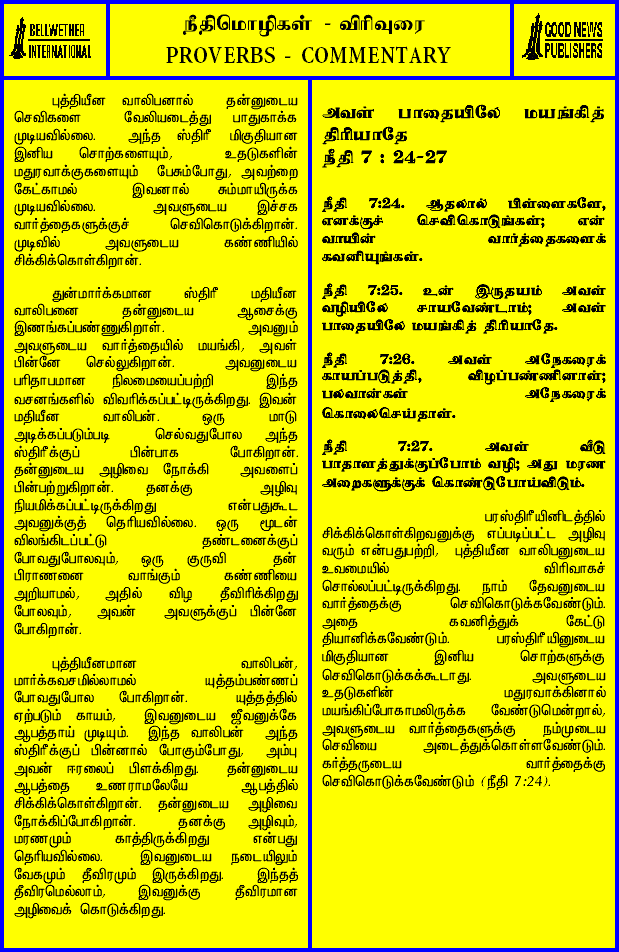 BELLWETHER
INTERNATIONAL
நீதிமொழிகள் - விரிவுரை
PROVERBS - COMMENTARY
GOOD NEWS
PUBLISHERS
புத்தியீன வாலிபனால் தன்னுடைய
செவிகளை வேலியடைத்து பாதுகாக்க
முடியவில்லை. அந்த ஸ்திரீ மிகுதியான
இனிய சொற்களையும், உதடுகளின்
மதுரவாக்குகளையும் பேசும்போது, அவற்றை
கேட்காமல் இவனால் சும்மாயிருக்க
முடியவில்லை. அவளுடைய இச்சக
வார்த்தைகளுக்குச் செவிகொடுக்கிறான்.
முடிவில் அவளுடைய கண்ணியில்
சிக்கிக்கொள்கிறான்.
துன்மார்க்கமான ஸ்திரீ மதியீன
வாலிபனை தன்னுடைய ஆசைக்கு
இணங்கப்பண்ணுகிறாள். அவனும்
அவளுடைய வார்த்தையில் மயங்கி, அவள்
பின்னே செல்லுகிறான். அவனுடைய
பரிதாபமான நிலமையைப்பற்றி இந்த
வசனங்களில் விவரிக்கப்பட்டிருக்கிறது. இவன்
மதியீன வாலிபன். ஒரு மாடு
அடிக்கப்படும்படி செல்வதுபோல அந்த
ஸ்திரீக்குப் பின்பாக போகிறான்.
தன்னுடைய அழிவை நோக்கி அவளைப்
பின்பற்றுகிறான். தனக்கு அழிவு
நியமிக்கப்பட்டிருக்கிறது என்பதுகூட
அவனுக்குத் தெரியவில்லை. ஒரு மூடன்
விலங்கிடப்பட்டு தண்டனைக்குப்
போவதுபோலவும், ஒரு குருவி தன்
பிராணனை வாங்கும் கண்ணியை
அறியாமல், அதில் விழ தீவிரிக்கிறது
போலவும், அவன் அவளுக்குப் பின்னே
போகிறான்.
புத்தியீனமான வாலிபன்,
மார்க்கவசமில்லாமல் யுத்தம்பண்ணப்
போவதுபோல போகிறான். யுத்தத்தில்
ஏற்படும் காயம், இவனுடைய ஜீவனுக்கே
ஆபத்தாய் முடியும். இந்த வாலிபன் அந்த
ஸ்திரீக்குப் பின்னால் போகும்போது, அம்பு
அவன் ஈரலைப் பிளக்கிறது. தன்னுடைய
ஆபத்தை உணராமலேயே ஆபத்தில்
சிக்கிக்கொள்கிறான். தன்னுடைய அழிவை
நோக்கிப்போகிறான். தனக்கு அழிவும்,
மரணமும் காத்திருக்கிறது என்பது
தெரியவில்லை. இவனுடைய நடையிலும்
வேகமும் தீவிரமும் இருக்கிறது. இந்தத்
தீவிரமெல்லாம், இவனுக்கு தீவிரமான
அழிவைக் கொடுக்கிறது.
அவள் பாதையிலே மயங்கித்
திரியாதே
நீதி 7 : 24-27
நீதி 7:24. ஆதலால் பிள்ளைகளே,
எனக்குச் செவிகொடுங்கள்; என்
வாயின் வார்த்தைகளைக்
கவனியுங்கள்.
நீதி 7:25. உன் இருதயம் அவள்
வழியிலே சாயவேண்டாம்; அவள்
பாதையிலே மயங்கித் திரியாதே.
நீதி 7:26. அவள் அநேகரைக்
காயப்படுத்தி, விழப்பண்ணினாள்;
பலவான்கள் அநேகரைக்
கொலைசெய்தாள்.
நீதி 7:27. அவள் வீடு
பாதாளத்துக்குப்போம் வழி; அது மரண
அறைகளுக்குக் கொண்டுபோய்விடும்.
பரஸ்திரீயினிடத்தில்
சிக்கிக்கொள்கிறவனுக்கு எப்படிப்பட்ட அழிவு
வரும் என்பதுபற்றி, புத்தியீன வாலிபனுடைய
உவமையில் விரிவாகச்
சொல்லப்பட்டிருக்கிறது. நாம் தேவனுடைய
வார்த்தைக்கு செவிகொடுக்கவேண்டும்.
அதை கவனித்துக் கேட்டு
தியானிக்கவேண்டும். பரஸ்திரீயினுடைய
மிகுதியான இனிய சொற்களுக்கு
செவிகொடுக்கக்கூடாது. அவளுடைய
உதடுகளின் மதுரவாக்கினால்
மயங்கிப்போகாமலிருக்க வேண்டுமென்றால்,
அவளுடைய வார்த்தைகளுக்கு நம்முடைய
செவியை அடைத்துக்கொள்ளவேண்டும்.
கர்த்தருடைய வார்த்தைக்கு
செவிகொடுக்கவேண்டும் (நீதி 7:24).